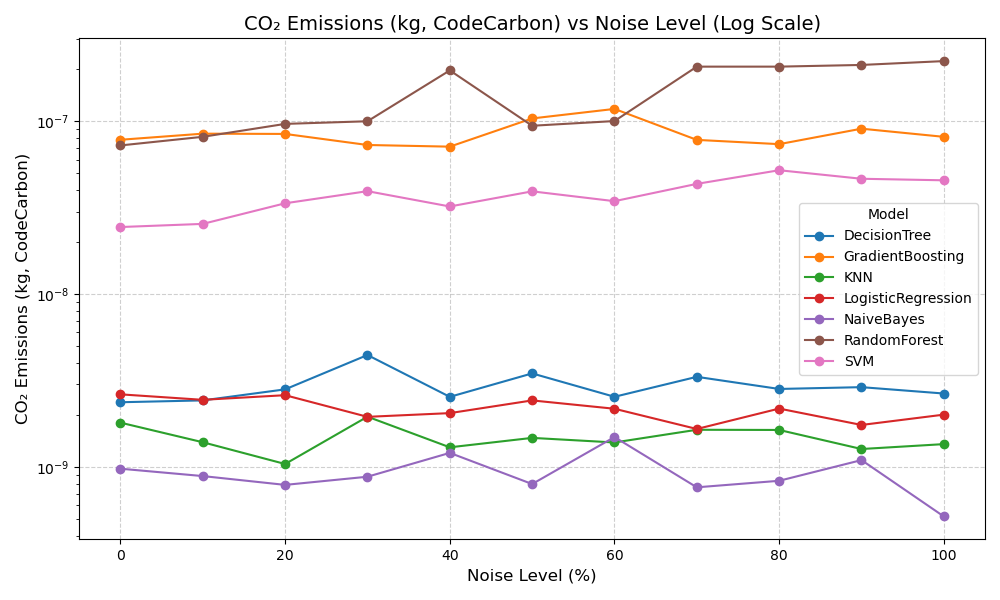 CO₂ Emissions (kg, CodeCarbon) vs Noise Level (Log Scale)
CO₂ Emissions (kg, CodeCarbon)
10⁻⁷
10⁻⁸
10⁻⁹
Model
DecisionTree
GradientBoosting
KNN
LogisticRegression
NaiveBayes
RandomForest
SVM
0 20 40 60 80 100
Noise Level (%)